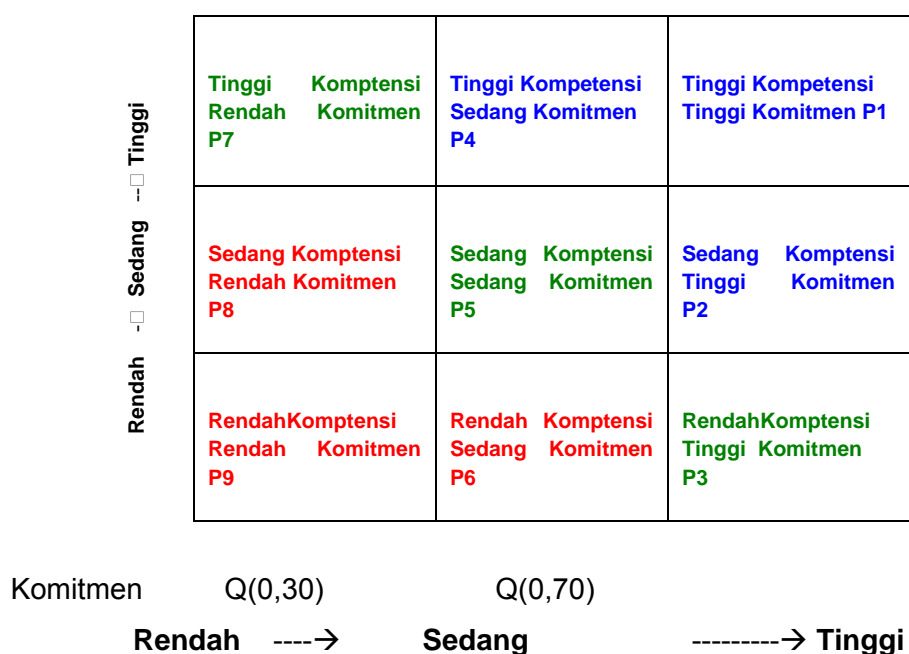 Tinggi Komptensi
Rendah Komitmen
P7
Tinggi Kompetensi
Sedang Komitmen
P4
Tinggi Kompetensi
Tinggi Komitmen P1
Rendah -□ Sedang --□ Tinggi
Sedang Komptensi
Rendah Komitmen
P8
Sedang Komptensi
Sedang Komitmen
P5
Sedang Komptensi
Tinggi Komitmen
P2
RendahKomptensi
Rendah Komitmen
P9
Rendah Komptensi
Sedang Komitmen
P6
RendahKomptensi
Tinggi Komitmen
P3
Komitmen Q(0,30) Q(0,70)
Rendah ----→ Sedang ---------→ Tinggi